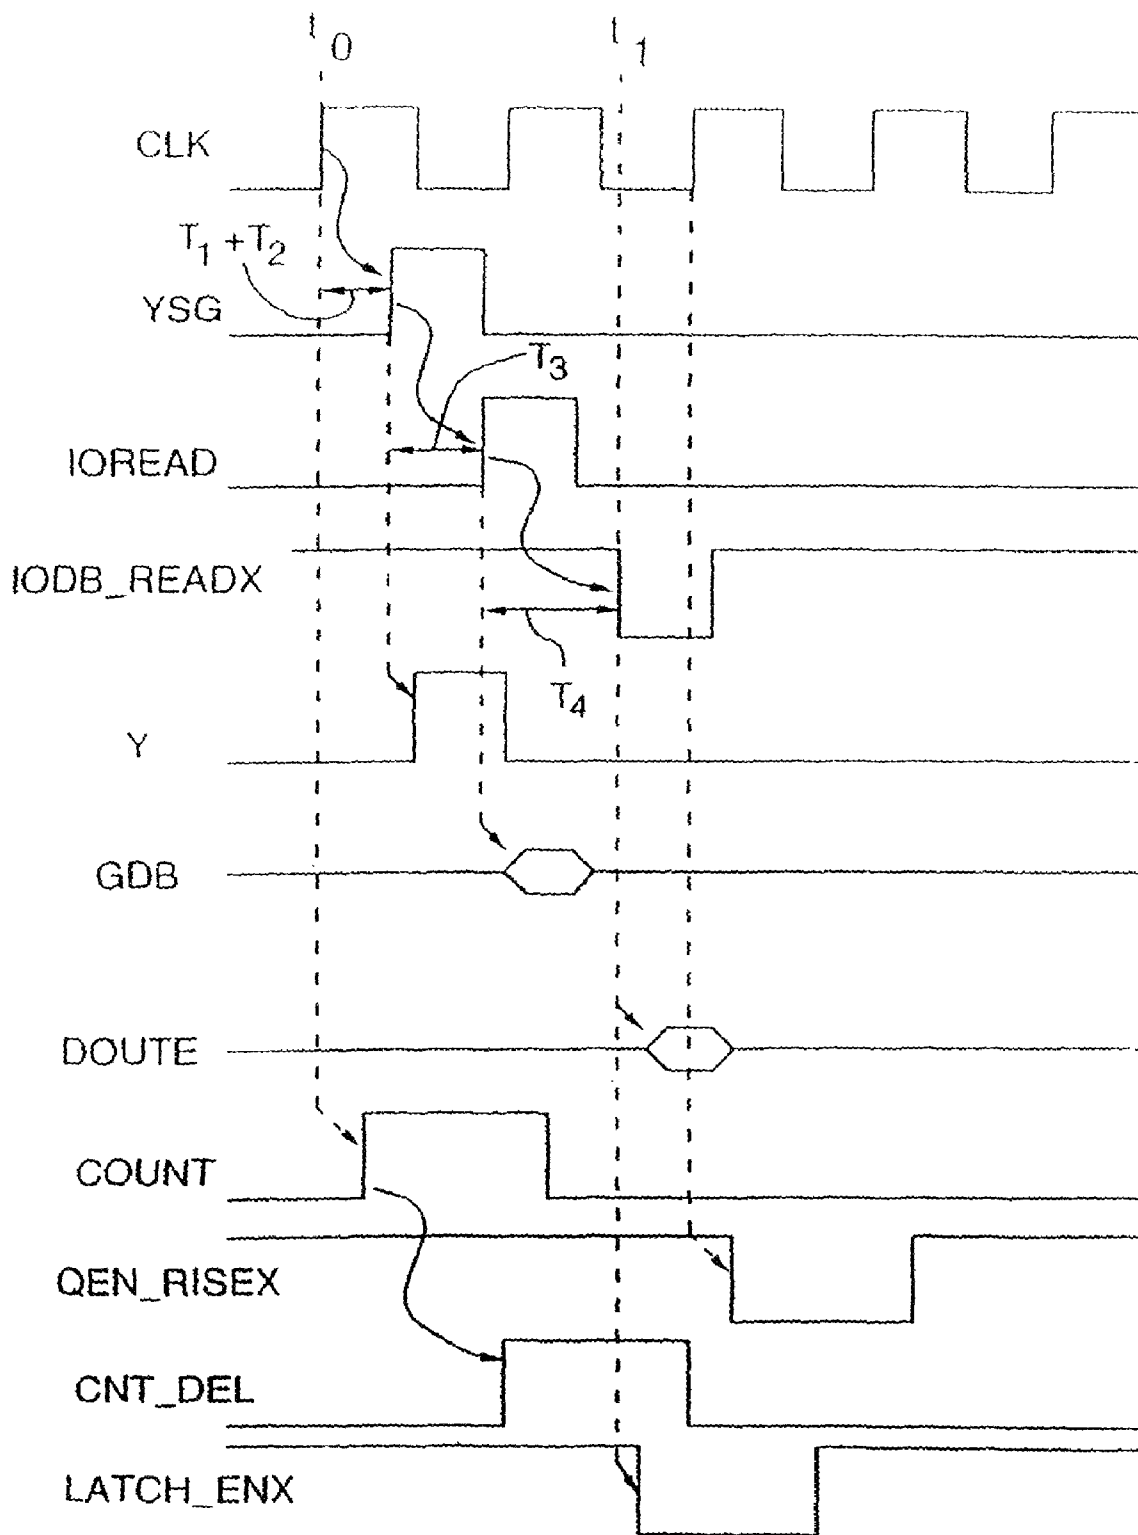 t0 t1
CLK
T1 + T2
YSG
T3
IOREAD
IODB_READX
T4
Y
GDB
DOUTE
COUNT
QEN_RISEX
CNT_DEL
LATCH_ENX